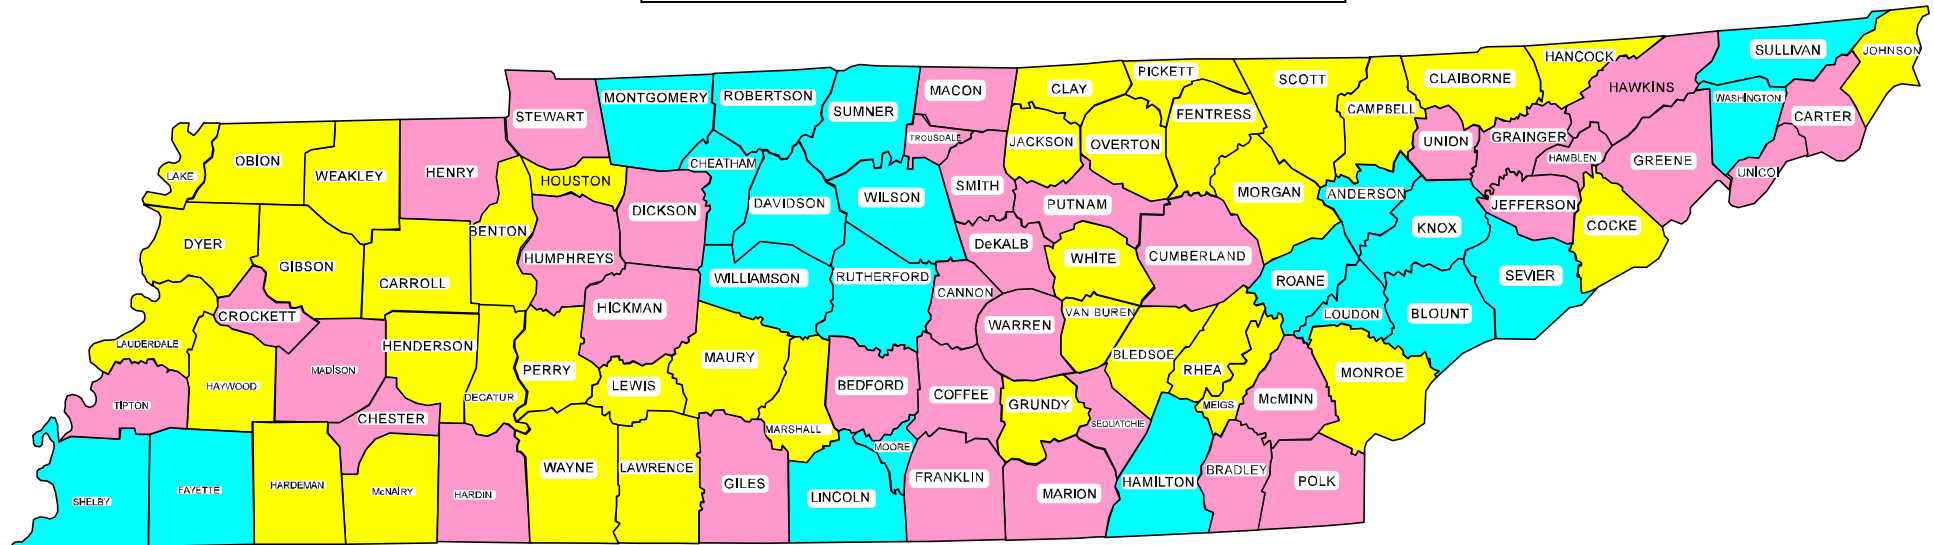 SULLIVAN
JOHNSON
HANCOCK
CLAIBORNE
HAWKINS
WASHINGTON
CARTER
PICKETT
SCOTT
CAMPBELL
CLAY
MACON
FENTRESS
ROBERTSON
MONTGOMERY
SUMNER
STEWART
TROUSDALE
JACKSON
OVERTON
UNION
GRAINGER
HAMBLEN
GREENE
UNICOI
OBION
WEAKLEY
LAKE
HENRY
HOUSTON
CHEATHAM
DICKSON
DAVIDSON
WILSON
SMITH
PUTNAM
MORGAN
ANDERSON
KNOX
JEFFERSON
COCKE
DYER
GIBSON
CARROLL
BENTON
HUMPHREYS
HICKMAN
WILLIAMSON
RUTHERFORD
DeKALB
CANNON
WHITE
CUMBERLAND
ROANE
LOUDON
BLOUNT
SEVIER
LAUDERDALE
CROCKETT
HAYWOOD
MADISON
HENDERSON
DECATUR
PERRY
LEWIS
MAURY
MARSHALL
BEDFORD
COFFEE
WARREN
VAN BUREN
BLEDSOE
RHEA
MEIGS
McMINN
MONROE
TIPTON
CHESTER
GRUNDY
SEQUATCHIE
MOORE
SHELBY
FAYETTE
HARDEMAN
McNAIRY
HARDIN
WAYNE
LAWRENCE
GILES
LINCOLN
FRANKLIN
MARION
HAMILTON
BRADLEY
POLK